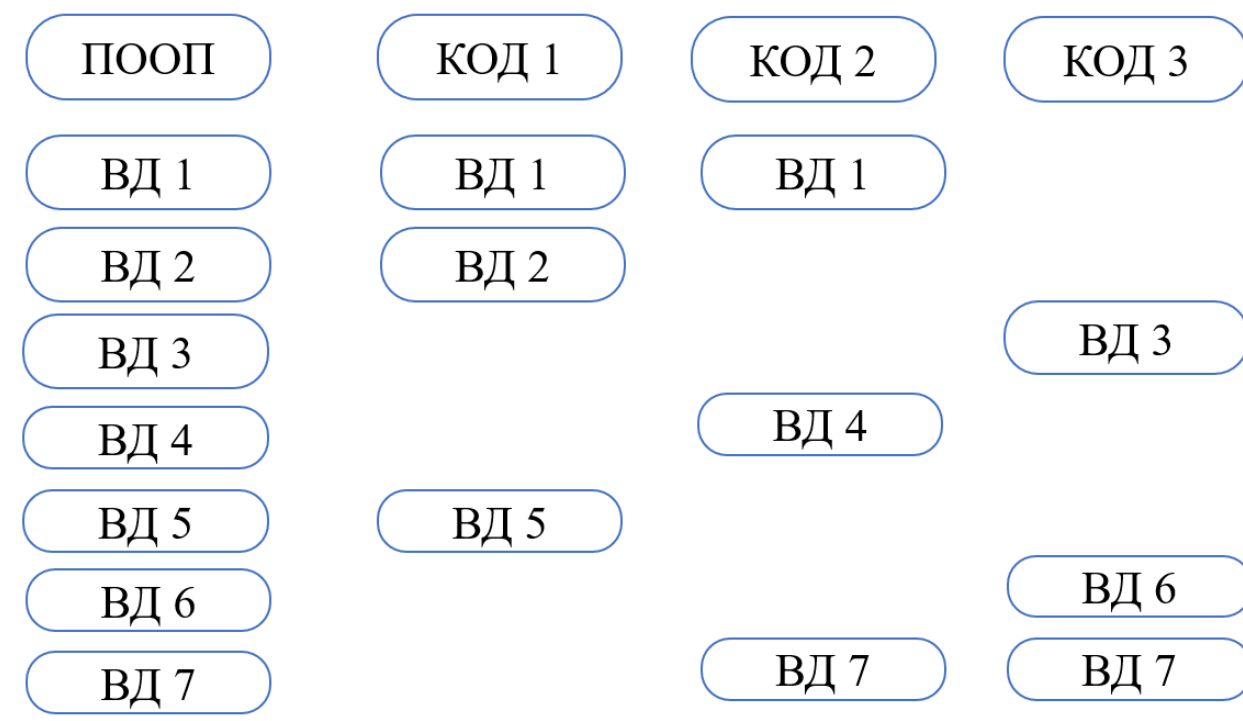 ПООП КОД 1 КОД 2 КОД 3
ВД 1 ВД 1 ВД 1
ВД 2 ВД 2
ВД 3 ВД 3
ВД 4 ВД 4
ВД 5 ВД 5
ВД 6 ВД 6
ВД 7 ВД 7 ВД 7